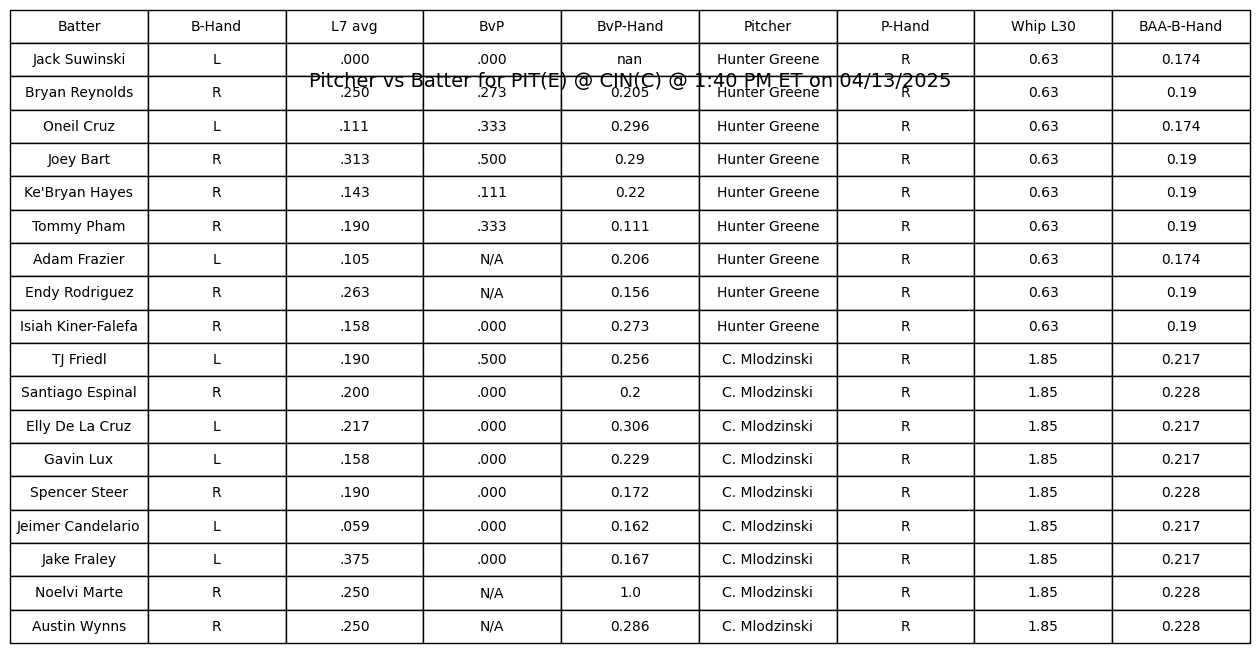 Batter B-Hand L7 avg BvP BvP-Hand Pitcher P-Hand Whip L30 BAA-B-Hand
Jack Suwinski L .000 .000 nan Hunter Greene R 0.63 0.174
Pitcher vs Batter for PIT(E) @ CIN(C) @ 1:40 PM ET on 04/13/2025
Bryan Reynolds R .250 .273 0.205 Hunter Greene R 0.63 0.19
Oneil Cruz L .111 .333 0.296 Hunter Greene R 0.63 0.174
Joey Bart R .313 .500 0.29 Hunter Greene R 0.63 0.19
Ke'Bryan Hayes R .143 .111 0.22 Hunter Greene R 0.63 0.19
Tommy Pham R .190 .333 0.111 Hunter Greene R 0.63 0.19
Adam Frazier L .105 N/A 0.206 Hunter Greene R 0.63 0.174
Endy Rodriguez R .263 N/A 0.156 Hunter Greene R 0.63 0.19
Isiah Kiner-Falefa R .158 .000 0.273 Hunter Greene R 0.63 0.19
TJ Friedl L .190 .500 0.256 C. Mlodzinski R 1.85 0.217
Santiago Espinal R .200 .000 0.2 C. Mlodzinski R 1.85 0.228
Elly De La Cruz L .217 .000 0.306 C. Mlodzinski R 1.85 0.217
Gavin Lux L .158 .000 0.229 C. Mlodzinski R 1.85 0.217
Spencer Steer R .190 .000 0.172 C. Mlodzinski R 1.85 0.228
Jeimer Candelario L .059 .000 0.162 C. Mlodzinski R 1.85 0.217
Jake Fraley L .375 .000 0.167 C. Mlodzinski R 1.85 0.217
Noelvi Marte R .250 N/A 1.0 C. Mlodzinski R 1.85 0.228
Austin Wynns R .250 N/A 0.286 C. Mlodzinski R 1.85 0.228